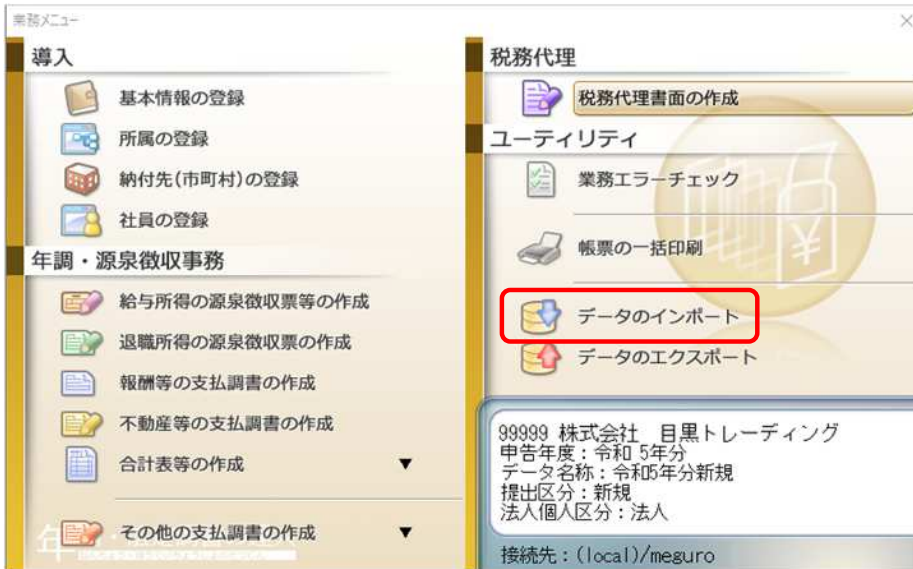 業務メニュー
導入
基本情報の登録
所属の登録
納付先(市町村)の登録
社員の登録
年調・源泉徴収事務
給与所得の源泉徴収票等の作成
退職所得の源泉徴収票の作成
報酬等の支払調書の作成
不動産等の支払調書の作成
合計表等の作成 ▼
その他の支払調書の作成 ▼
税務代理
税務代理書面の作成
ユーティリティ
業務エラーチェック
帳票の一括印刷
データのインポート
データのエクスポート
99999 株式会社 目黒トレーディング
申告年度:令和 5年分
データ名称:令和5年分新規
提出区分:新規
法人個人区分:法人
接続先:(local)/meguro